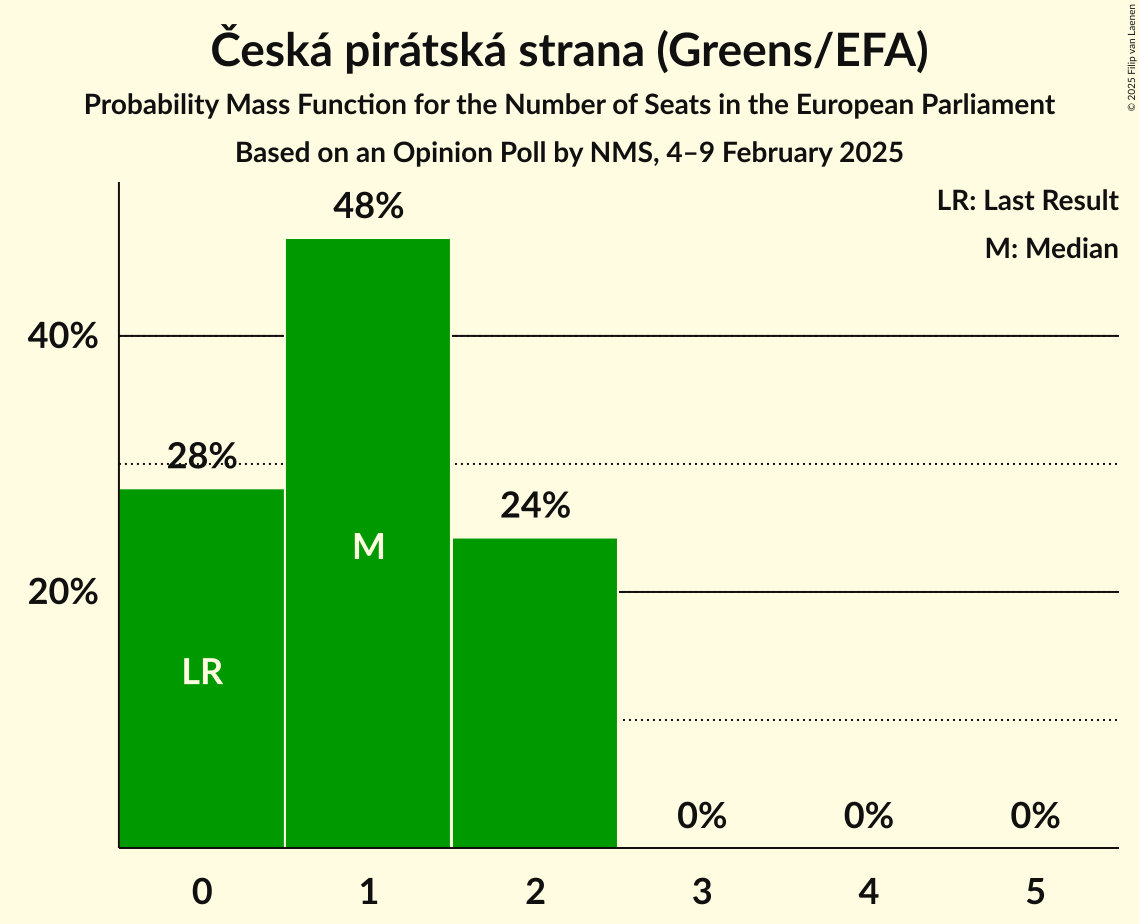 Česká pirátská strana (Greens/EFA)
Probability Mass Function for the Number of Seats in the European Parliament
Based on an Opinion Poll by NMS, 4–9 February 2025
© 2025 Filip van Laenen
LR: Last Result
M: Median
48%
40%
28%
24%
M
20%
LR
0% 0% 0%
0 1 2 3 4 5